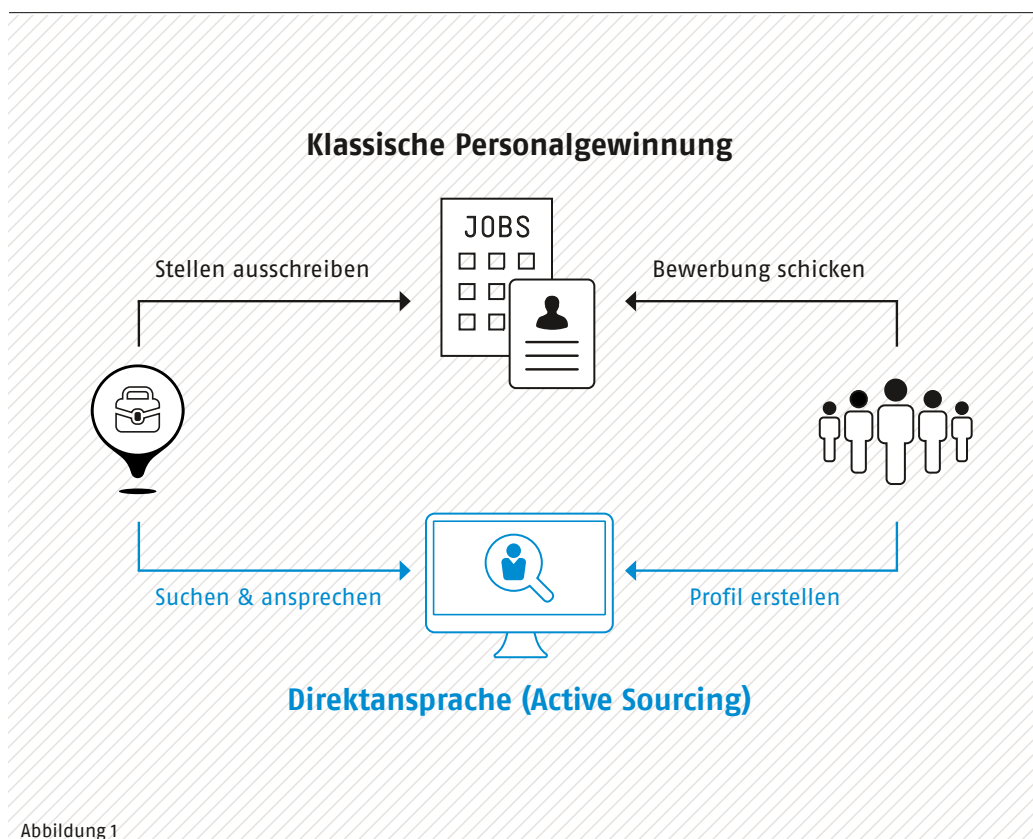 Klassische Personalgewinnung
JOBS
Stellen ausschreiben
Bewerbung schicken
Suchen & ansprechen
Profil erstellen
Direktansprache (Active Sourcing)
Abbildung 1